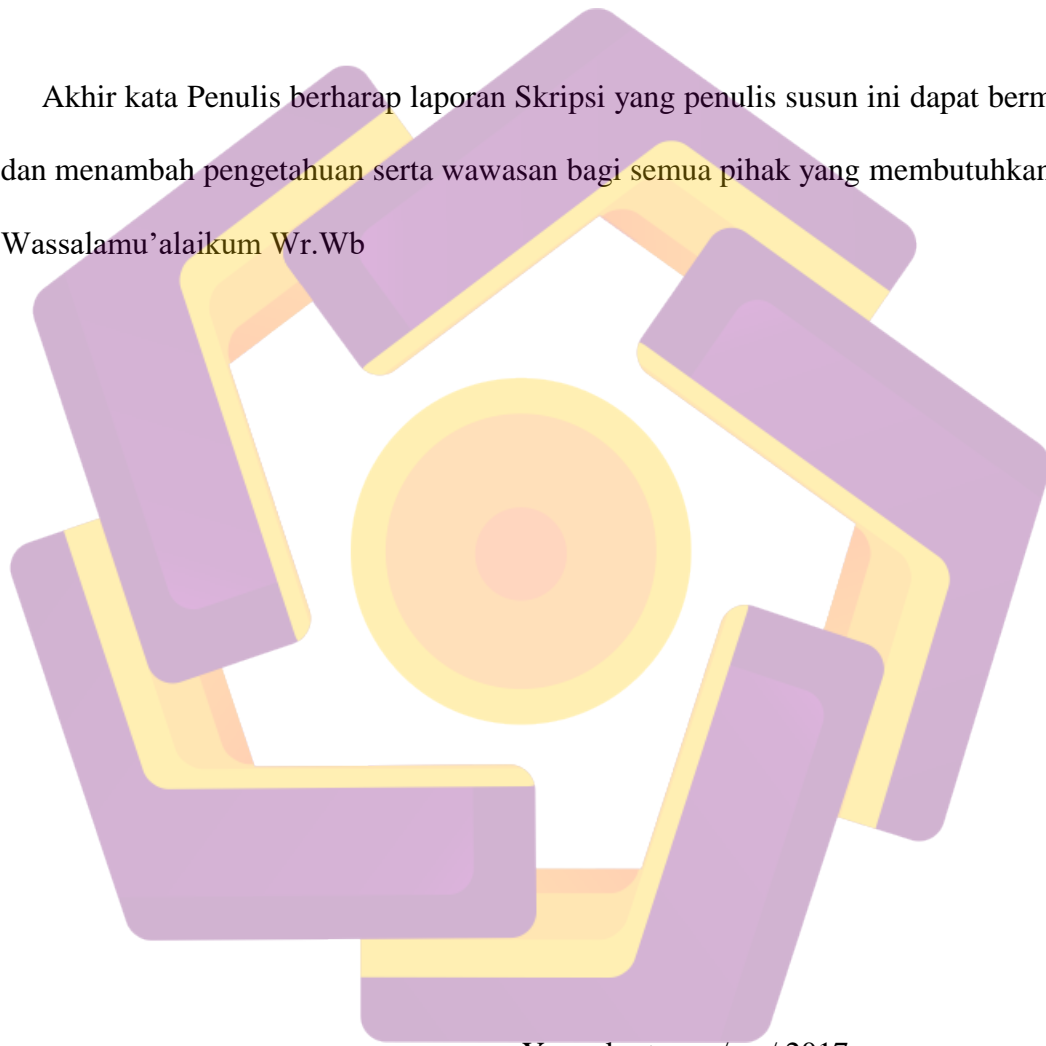 Akhir kata Penulis berharap laporan Skripsi yang penulis susun ini dapat
dan menambah pengetahuan serta wawasan bagi semua pihak yang membutuhkan
Wassalamu’alaikum Wr.Wb
2017